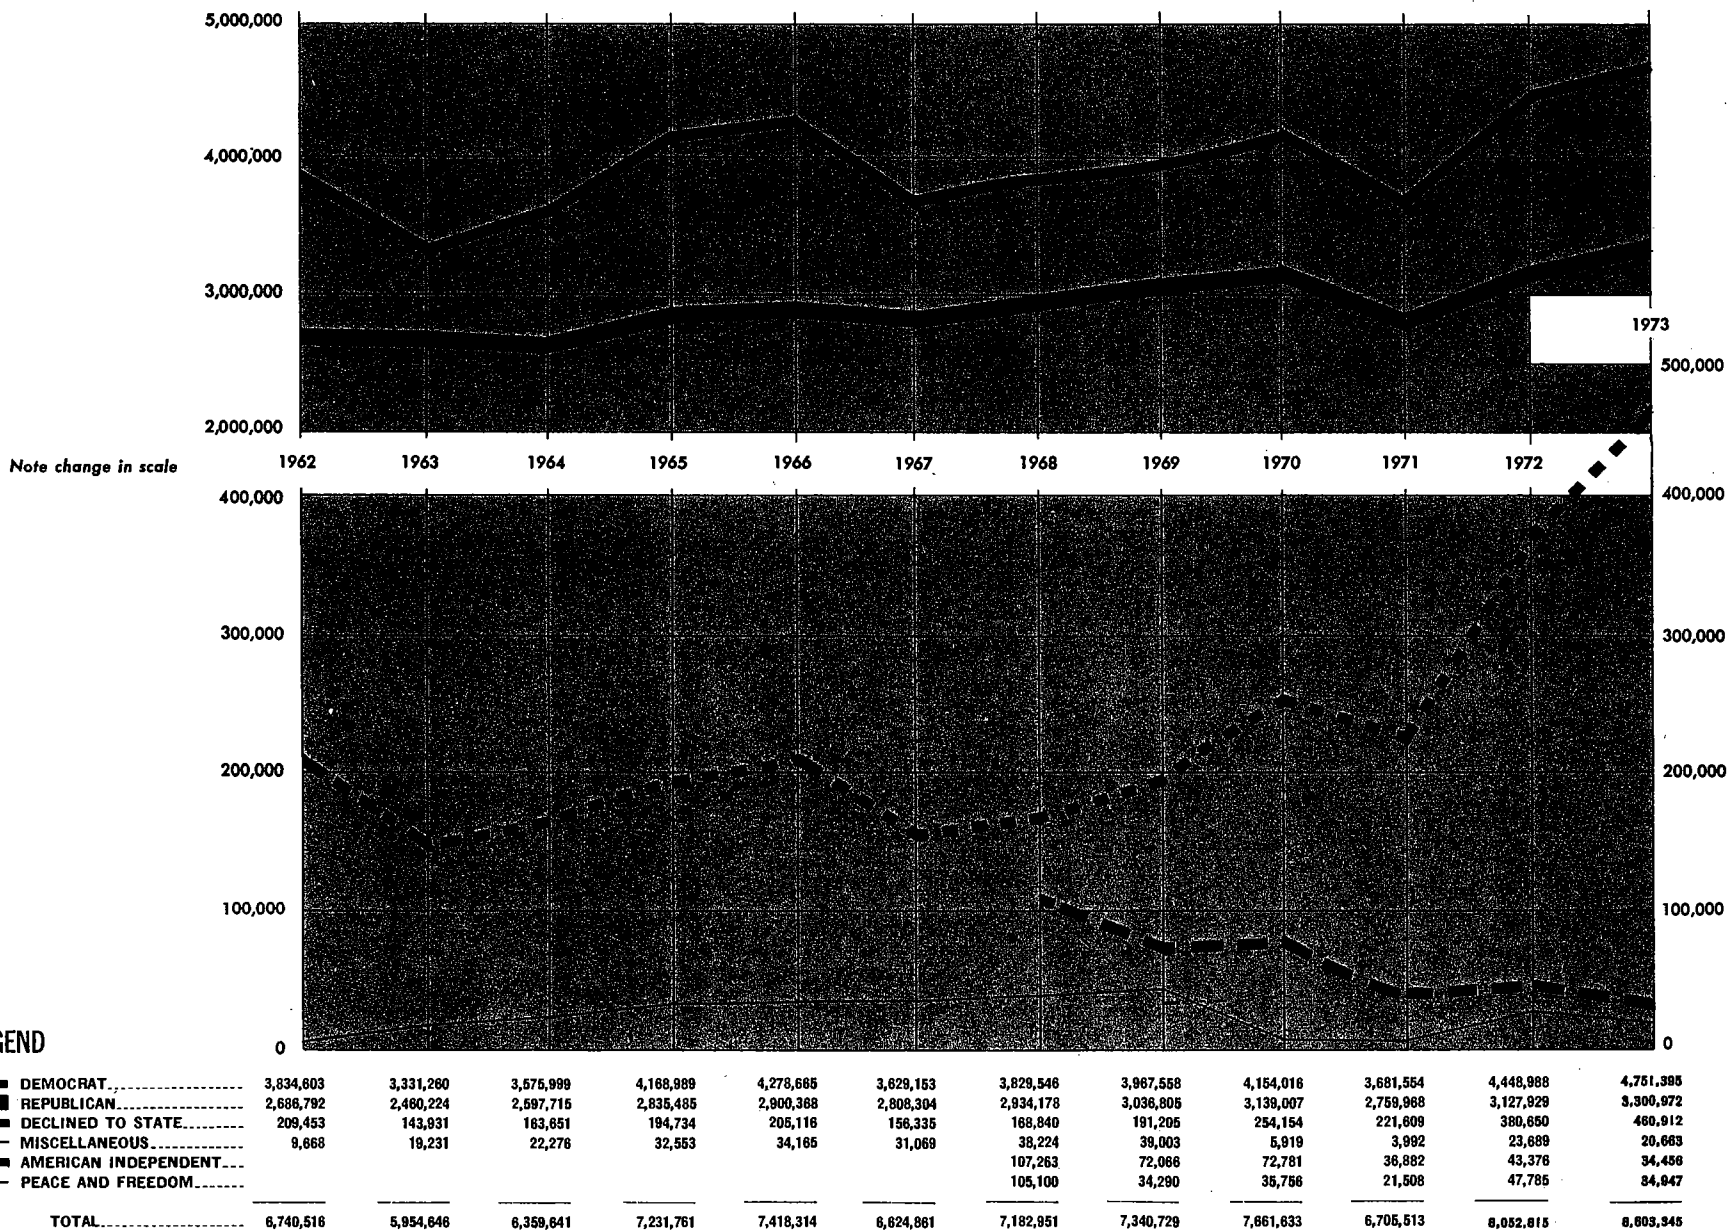 5,000,000
4,000,000
3,000,000
1973
500,000
2,000,000
Note change in scale 1962 1963 1964 1965 1966 1967 1968 1969 1970 1971 1972
400,000 400,000
300,000 300,000
200,000 200,000
100,000 100,000
GEND 0 0
DEMOCRAT 3,834,603 3,331,260 3,575,999 4,168,989 4,278,665 3,629,153 3,829,546 3,967,558 4,154,016 3,681,554 4,448,988 4,751,395
REPUBLICAN 2,686,792 2,460,224 2,597,715 2,835,485 2,900,368 2,808,304 2,934,178 3,036,805 3,139,007 2,759,968 3,127,929 3,300,972
DECLINED TO STATE 209,453 143,931 163,651 194,734 205,116 156,335 168,840 191,205 254,154 221,609 380,650 460,912
MISCELLANEOUS 9,668 19,231 22,276 32,553 34,165 31,069 38,224 39,003 5,919 3,992 23,689 20,663
AMERICAN INDEPENDENT 107,263 72,066 72,781 36,882 43,376 34,456
PEACE AND FREEDOM 105,100 34,290 35,756 21,508 47,785 34,947
TOTAL 6,740,516 5,954,646 6,359,641 7,231,761 7,418,314 6,624,861 7,182,951 7,340,729 7,661,633 6,705,513 8,052,815 8,603,345